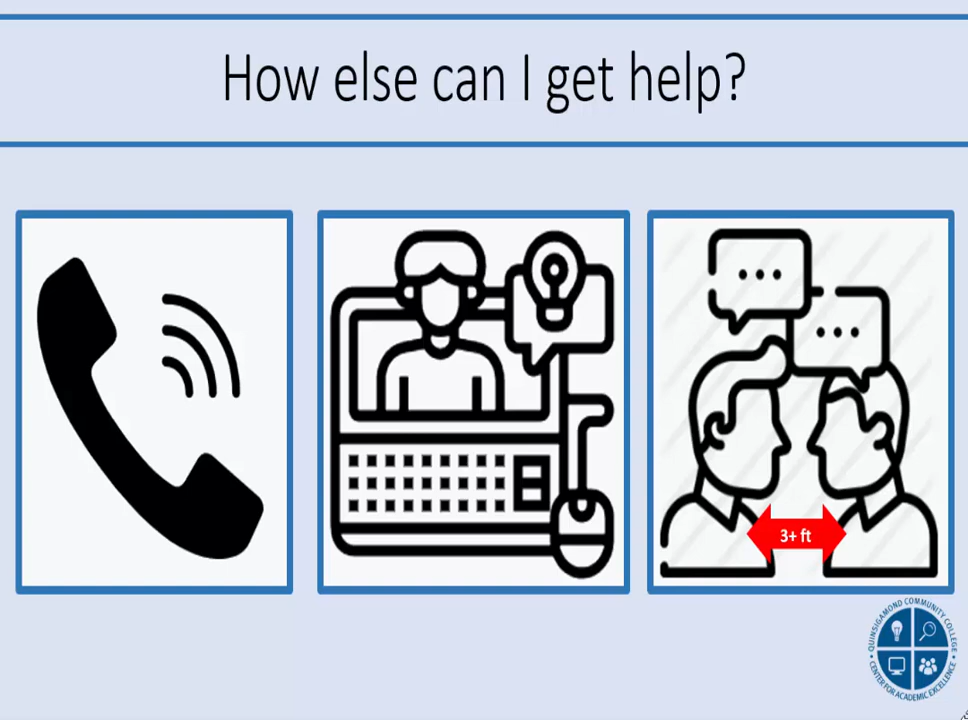 How else can I get help?
3+ ft
QUINSIGAMOND COMMUNITY COLLEGE
CENTER FOR ACADEMIC EXCELLENCE